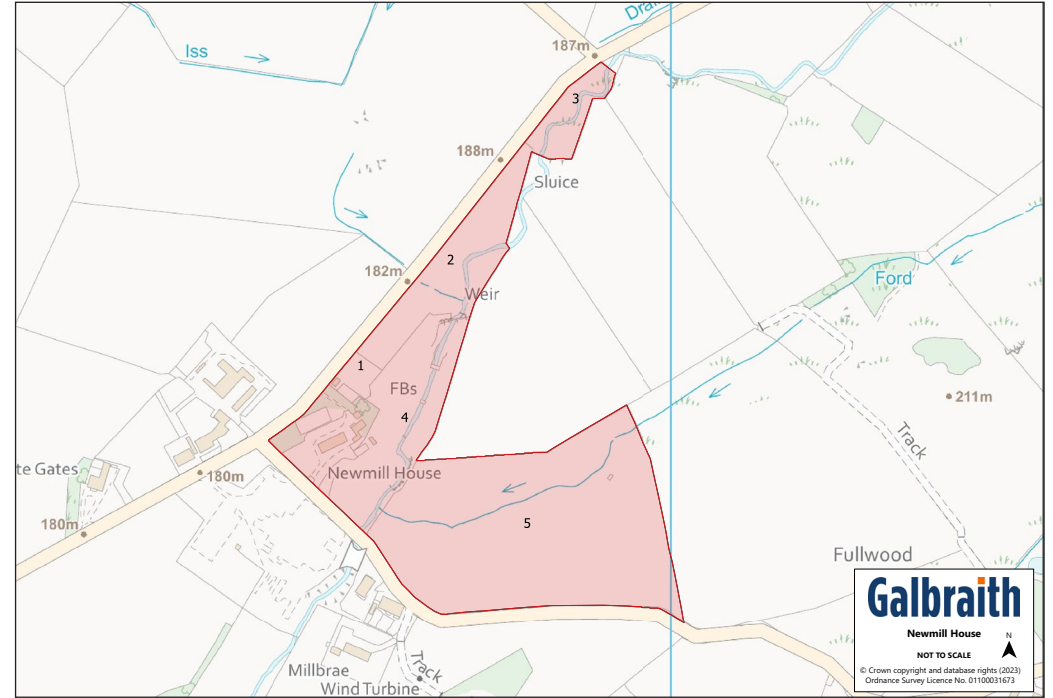 Drain
187m
Iss
3
188m
Sluice
2
182m
Weir
Ford
1
FBs
211m
4
Track
te Gates
180m
Newmill House
5
180m
Fullwood
Millbrae
Track
Wind Turbine
Galbraith
Newmill House
N
NOT TO SCALE
© Crown copyright and database rights (2023)
Ordnance Survey Licence No. 01100031673